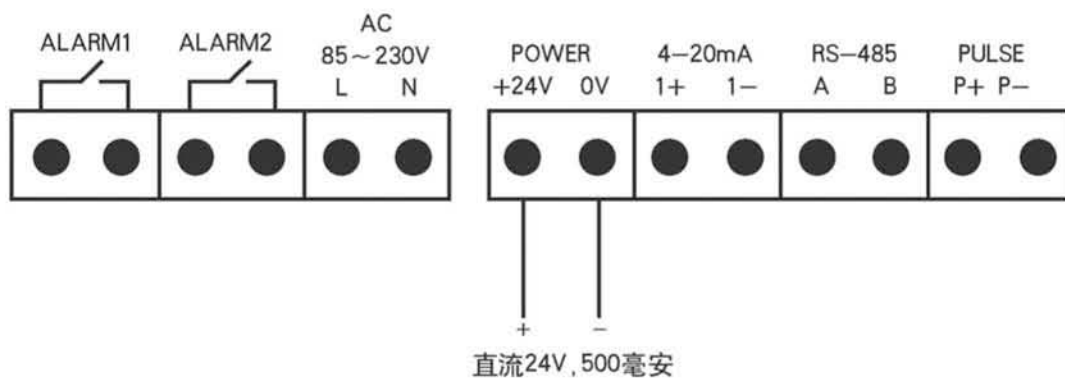 ALARM1 ALARM2 AC
85～230V
L N
POWER 4-20mA RS-485 PULSE
+24V 0V 1+ 1- A B P+ P-
+ -
直流24V,500毫安